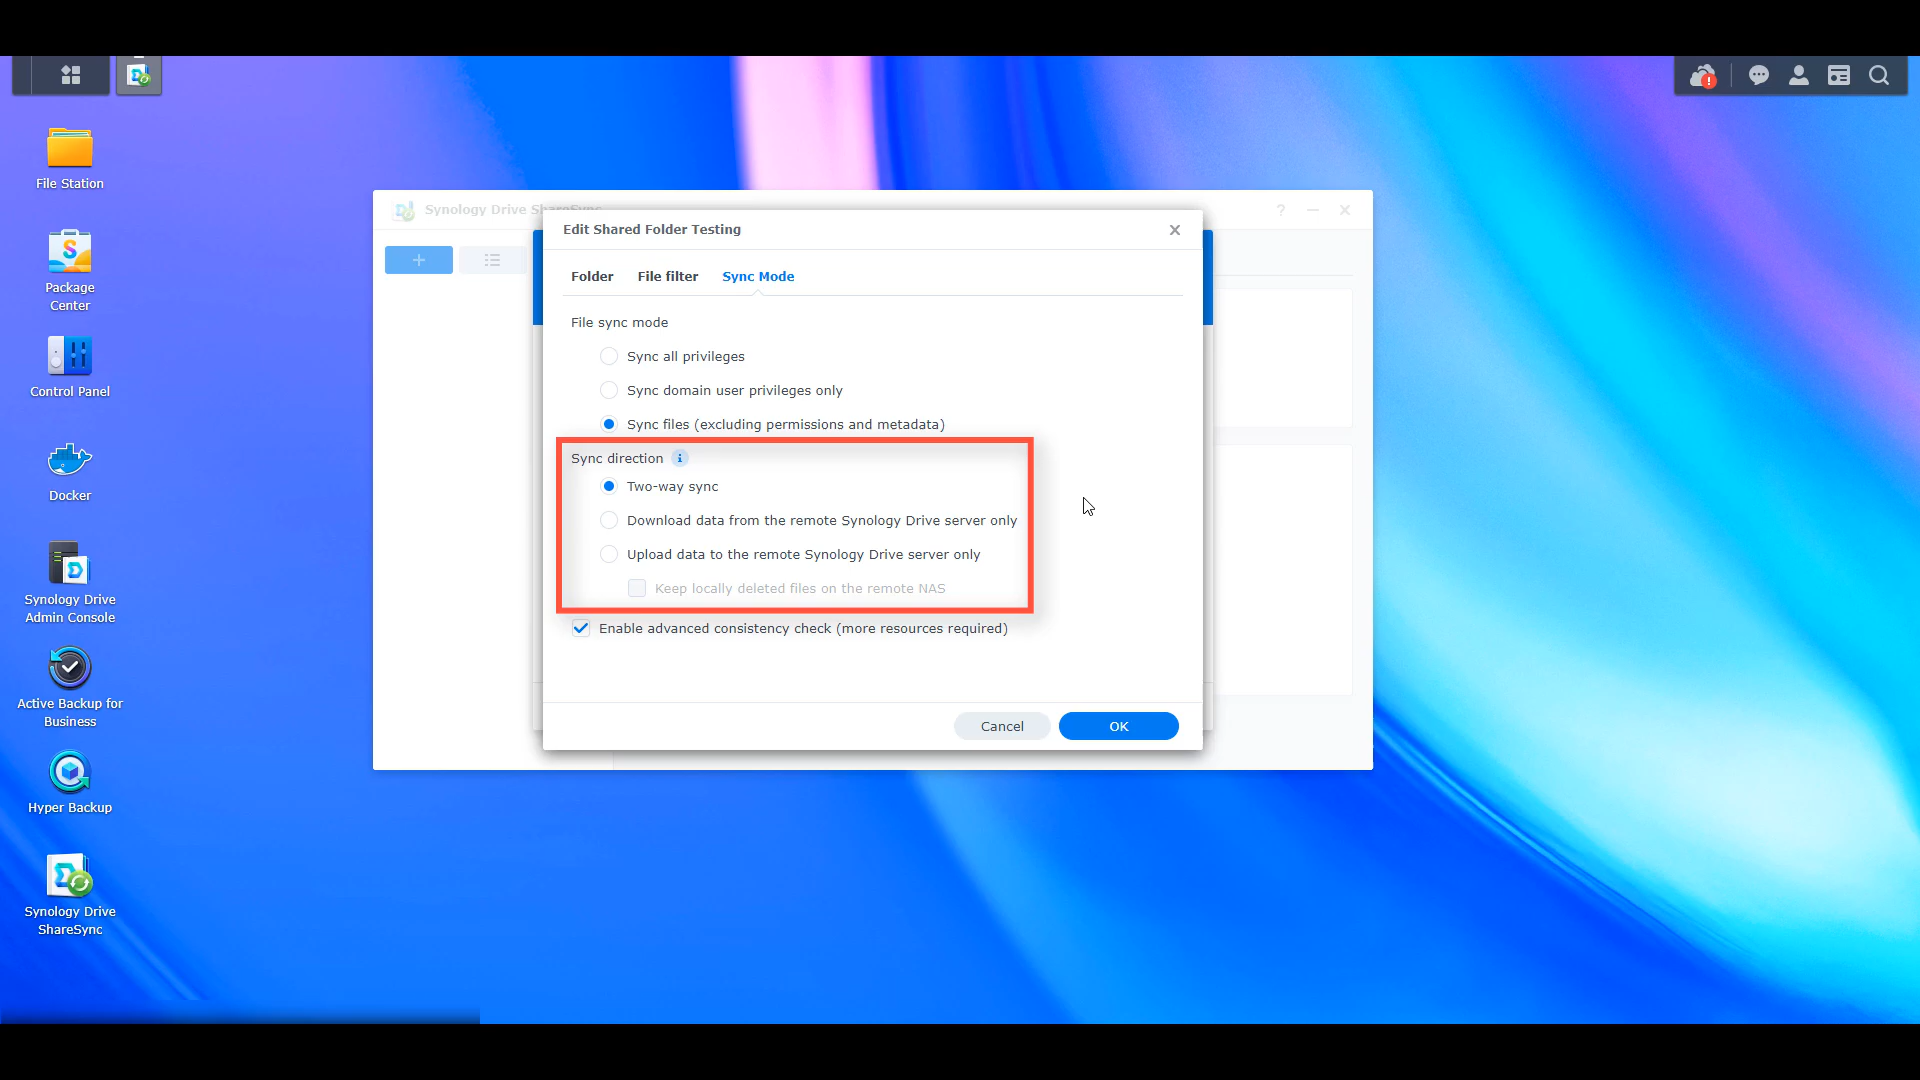 File Station
Package
Center
Control Panel
Docker
Synology Drive
Admin Console
Active Backup for
Business
Hyper Backup
Synology Drive
ShareSync
Synology Drive ShareSync
Edit Shared Folder Testing
Folder File filter Sync Mode
File sync mode
Sync all privileges
Sync domain user privileges only
Sync files (excluding permissions and metadata)
Sync direction
Two-way sync
Download data from the remote Synology Drive server only
Upload data to the remote Synology Drive server only
Keep locally deleted files on the remote NAS
Enable advanced consistency check (more resources required)
Cancel OK